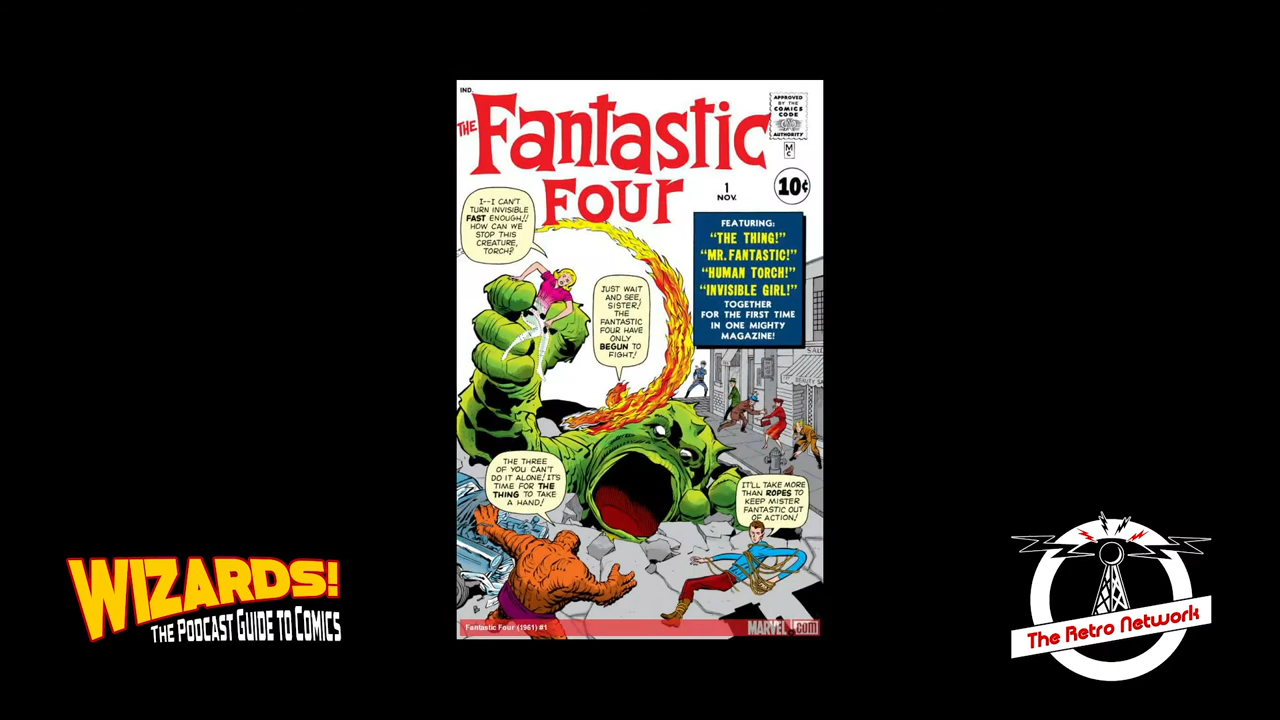 IND.
THE Fantastic
Four
APPROVED
BY THE
COMICS
CODE
AUTHORITY
M
C
1
NOV.
10¢
I--I CAN'T
TURN INVISIBLE
FAST ENOUGH!!
HOW CAN WE
STOP THIS
CREATURE,
TORCH?
JUST WAIT
AND SEE,
SISTER!
THE
FANTASTIC
FOUR HAVE
ONLY
BEGUN TO
FIGHT!
FEATURING:
"THE THING!"
"MR. FANTASTIC!"
"HUMAN TORCH!"
"INVISIBLE GIRL!"
TOGETHER
FOR THE FIRST TIME
IN ONE MIGHTY
MAGAZINE!
THE THREE
OF YOU CAN'T
DO IT ALONE! IT'S
TIME FOR THE
THING TO TAKE
A HAND!
IT'LL TAKE MORE
THAN ROPES TO
KEEP MISTER
FANTASTIC OUT
OF ACTION!
Fantastic Four (1961) #1
MARVEL.com
WIZARDS!
THE PODCAST GUIDE TO COMICS
The Retro Network